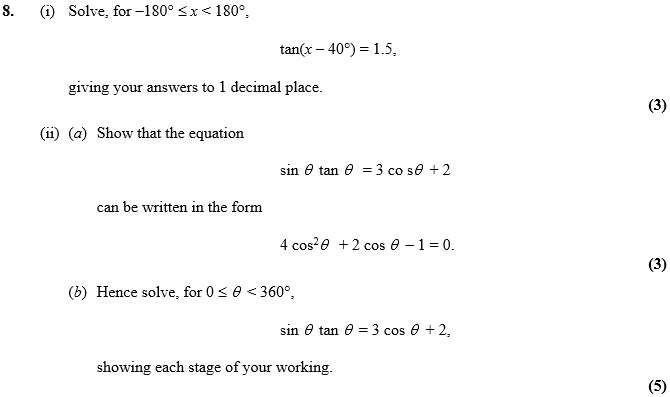 8. (i) Solve, for –180° ≤ x < 180°,
tan(x – 40°) = 1.5,
giving your answers to 1 decimal place.
(3)
(ii) (a) Show that the equation
sin θ tan θ = 3 co sθ + 2
can be written in the form
4 cos²θ + 2 cos θ – 1 = 0.
(3)
(b) Hence solve, for 0 ≤ θ < 360°,
sin θ tan θ = 3 cos θ + 2,
showing each stage of your working.
(5)